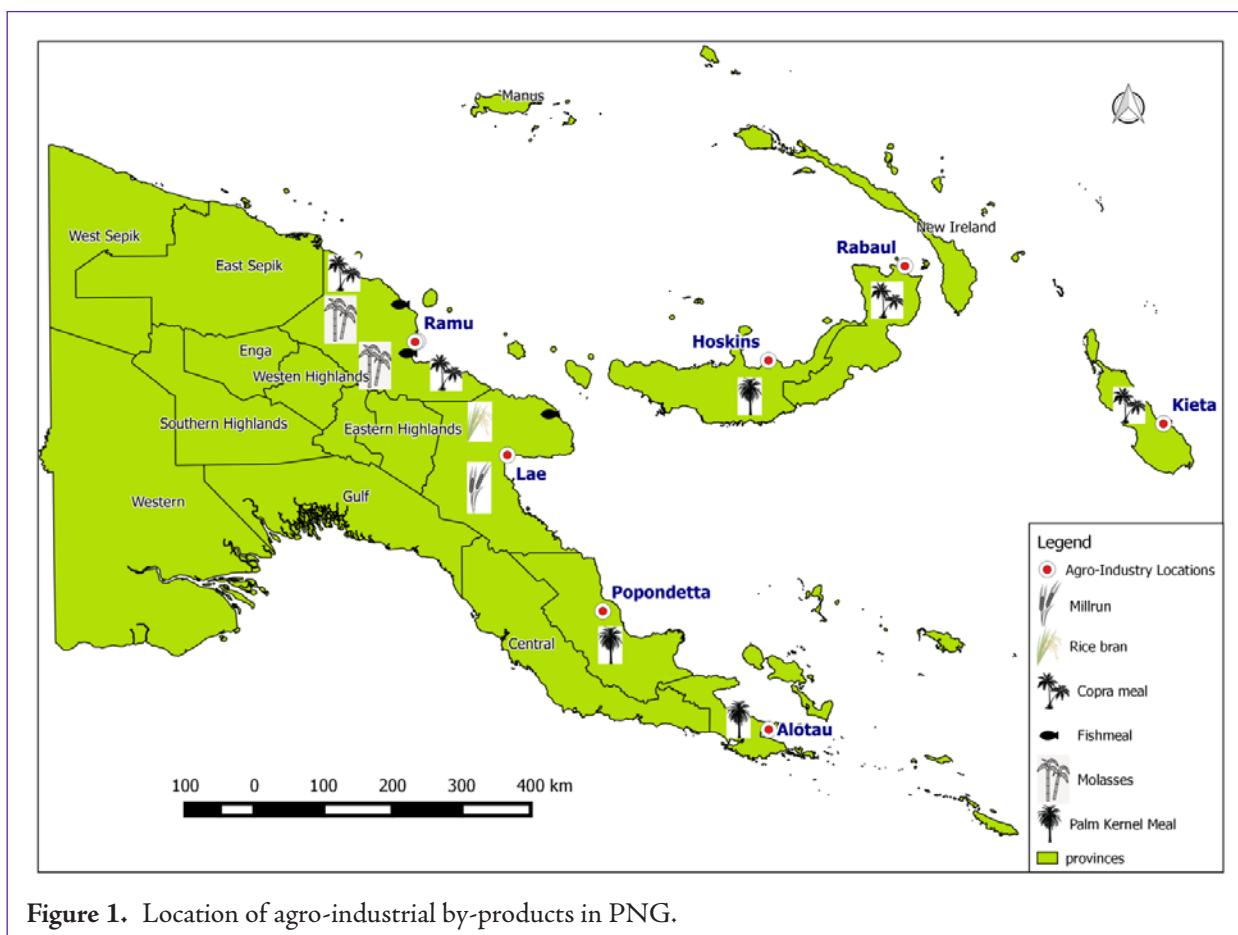 Manus
New Ireland
West Sepik
East Sepik
Rabaul
Ramu
Hoskins
Enga
Westen Highlands
Kieta
Southern Highlands
Eastern Highlands
Lae
Western
Gulf
Popondetta
Central
Alotau
100 0 100 200 300 400 km
Legend
Agro-Industry Locations
Millrun
Rice bran
Copra meal
Fishmeal
Molasses
Palm Kernel Meal
provinces
Figure 1. Location of agro-industrial by-products in PNG.